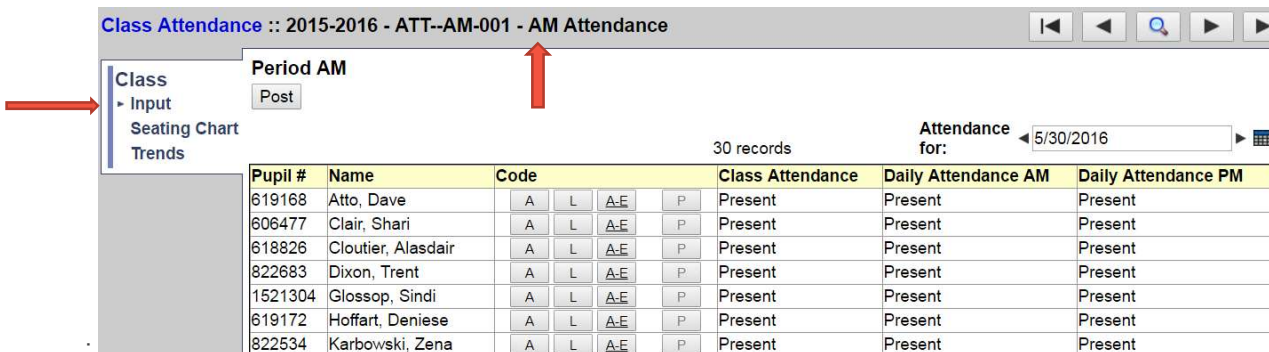 Class Attendance :: 2015-2016 - ATT--AM-001 - AM Attendance
Class
Input
Seating Chart
Trends
Period AM
Post
30 records
Attendance for:
5/30/2016
Pupil # Name Code Class Attendance Daily Attendance AM Daily Attendance PM
619168 Atto, Dave A L A-E P Present Present Present
606477 Clair, Shari A L A-E P Present Present Present
618826 Cloutier, Alasdair A L A-E P Present Present Present
822683 Dixon, Trent A L A-E P Present Present Present
1521304 Glossop, Sindi A L A-E P Present Present Present
619172 Hoffart, Deniese A L A-E P Present Present Present
822534 Karbowski, Zena A L A-E P Present Present Present